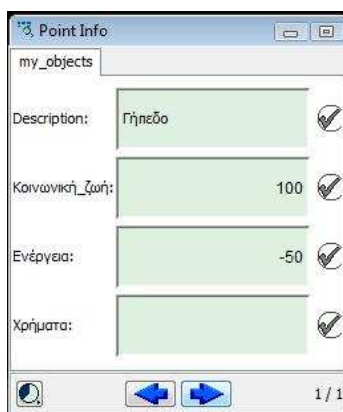 Point Info
my_objects
Description: Γήπεδο
Κοινωνική_ζωή: 100
Ενέργεια: -50
Χρήματα:
1 / 1